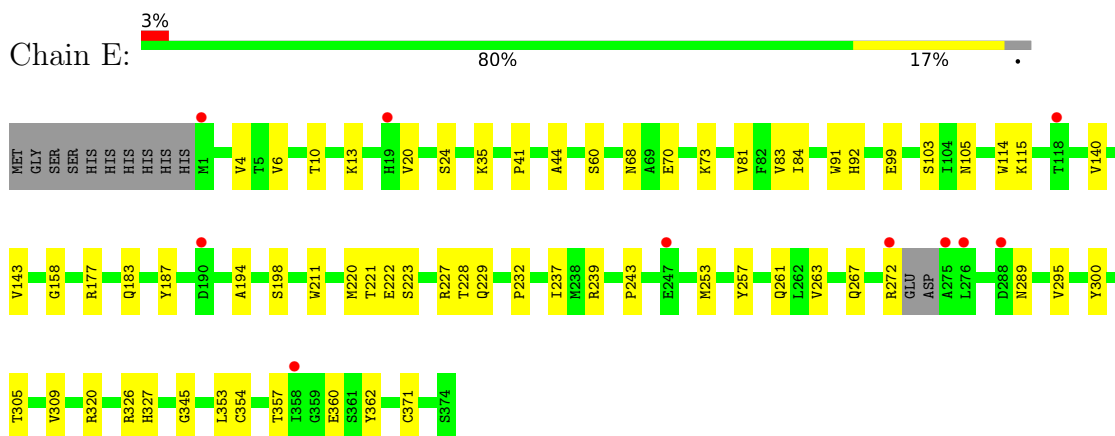 3%
Chain E:
80% 17% •
MET GLY SER SER HIS HIS HIS HIS HIS HIS M1 V4 T5 V6 T10 K13 H19 V20 S24 K35 P41 A44 S60 N68 A69 E70 K73 V81 F82 V83 I84 W91 H92 E99 S103 I104 N105 W114 K115 T118 V140
V143 G158 R177 Q183 Y187 D190 A194 S198 W211 M220 T221 E222 S223 R227 T228 Q229 P232 I237 M238 R239 P243 E247 M253 Y257 Q261 L262 V263 Q267 R272 GLU ASP A275 L276 D288 N289 V295 Y300
T305 V309 R320 R326 H327 G345 L353 C354 T357 I358 G359 E360 S361 Y362 C371 S374